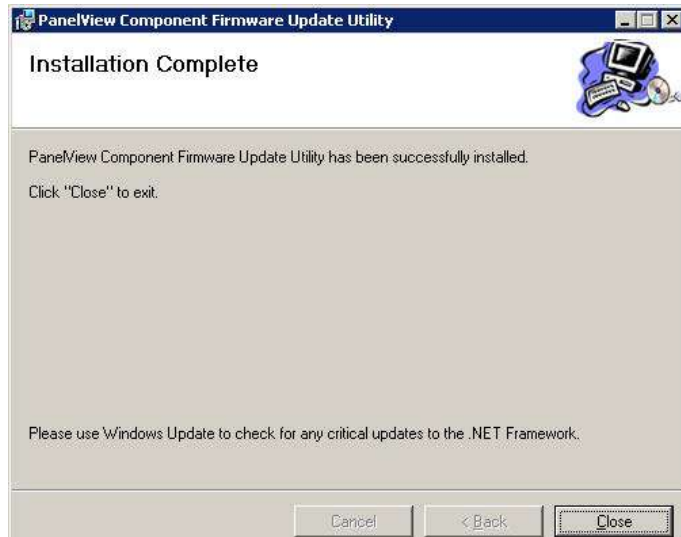 PanelView Component Firmware Update Utility
Installation Complete
PanelView Component Firmware Update Utility has been successfully installed.
Click "Close" to exit.
Please use Windows Update to check for any critical updates to the .NET Framework.
Cancel < Back Close